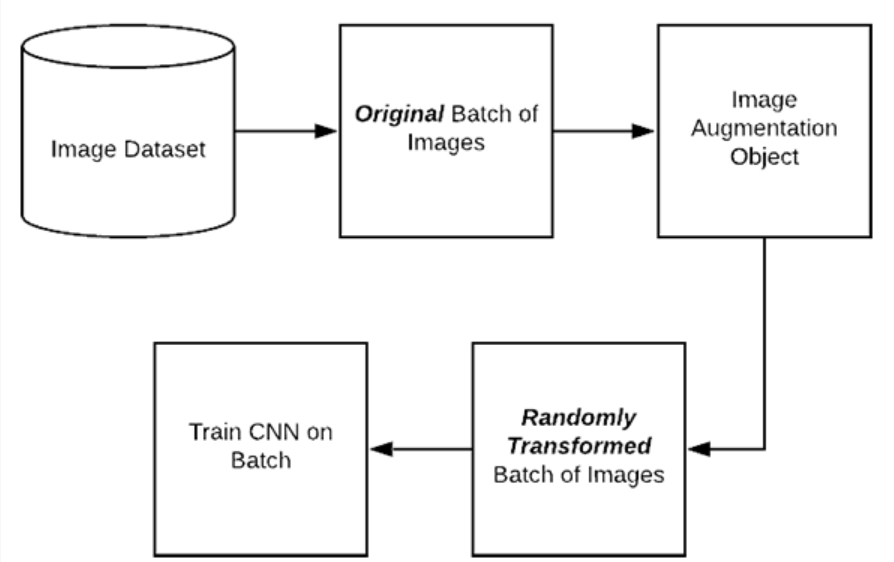 Image Dataset
Original Batch of
Images
Image
Augmentation
Object
Train CNN on
Batch
Randomly
Transformed
Batch of Images